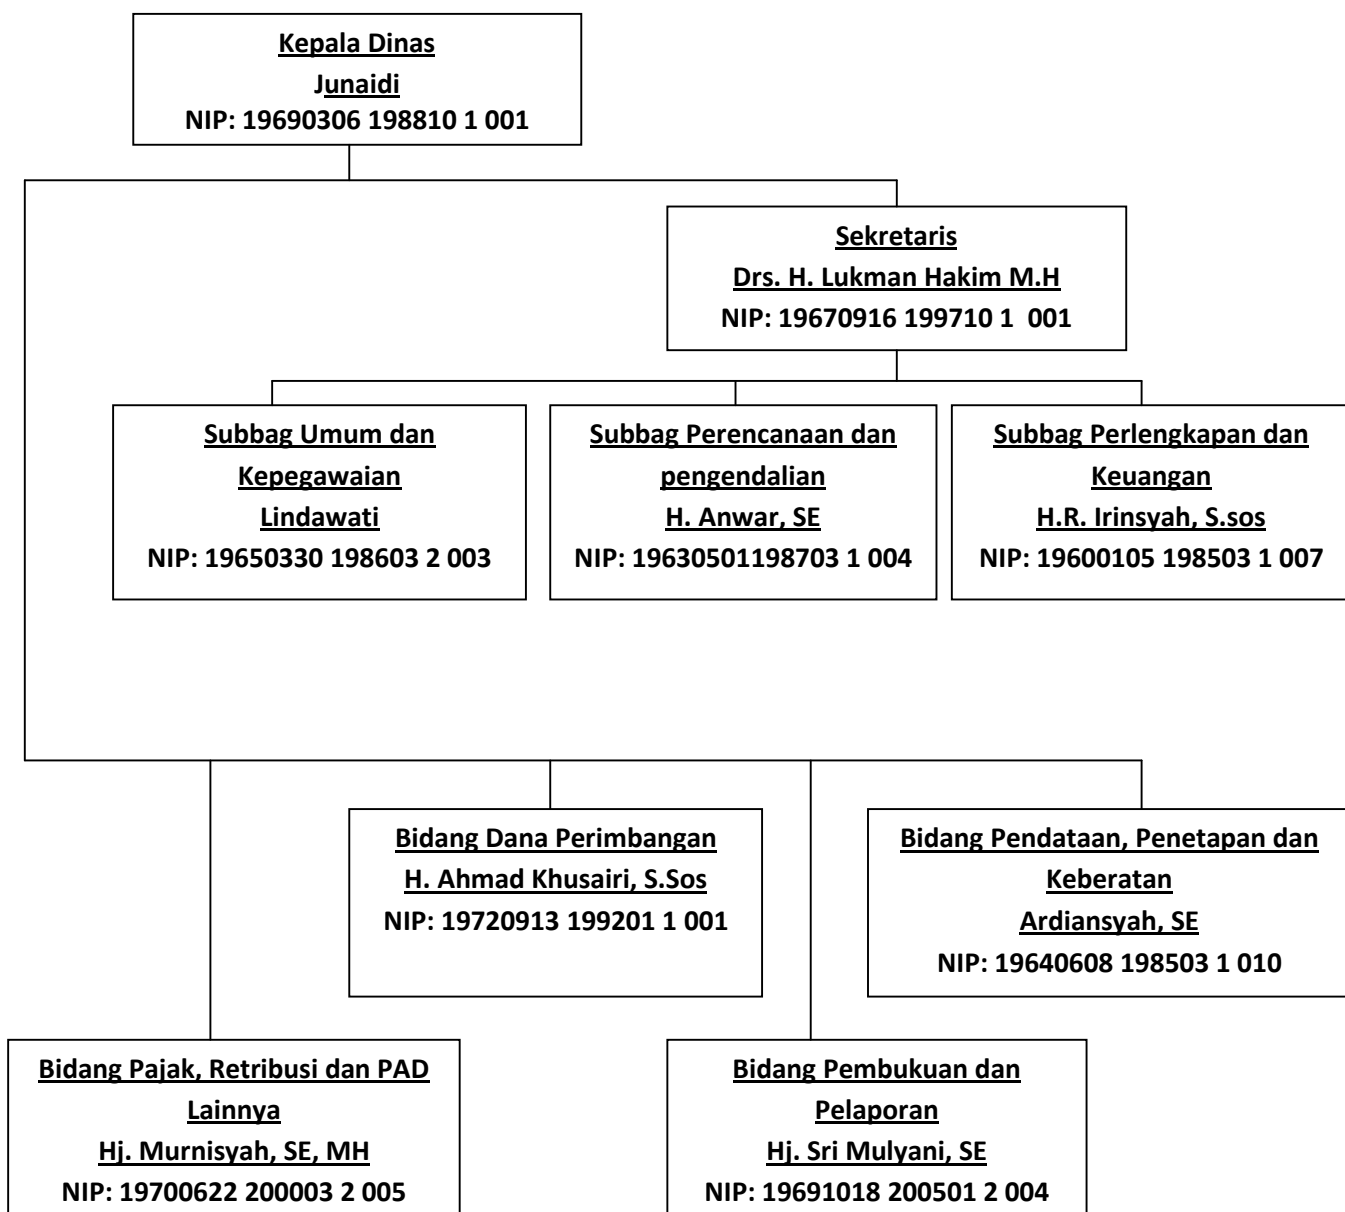 Kepala Dinas
Junaidi
NIP: 19690306 198810 1 001
Sekretaris
Drs. H. Lukman Hakim M.H
NIP: 19670916 199710 1  001
Subbag Umum dan
Kepegawaian
Lindawati
NIP: 19650330 198603 2 003
Subbag Perencanaan dan
pengendalian
H. Anwar, SE
NIP: 19630501198703 1 004
Subbag Perlengkapan dan
Keuangan
H.R. Irinsyah, S.sos
NIP: 19600105 198503 1 007
Bidang Dana Perimbangan
H. Ahmad Khusairi, S.Sos
NIP: 19720913 199201 1 001
Bidang Pendataan, Penetapan dan
Keberatan
Ardiansyah, SE
NIP: 19640608 198503 1 010
Bidang Pajak, Retribusi dan PAD
Lainnya
Hj. Murnisyah, SE, MH
NIP: 19700622 200003 2 005
Bidang Pembukuan dan
Pelaporan
Hj. Sri Mulyani, SE
NIP: 19691018 200501 2 004